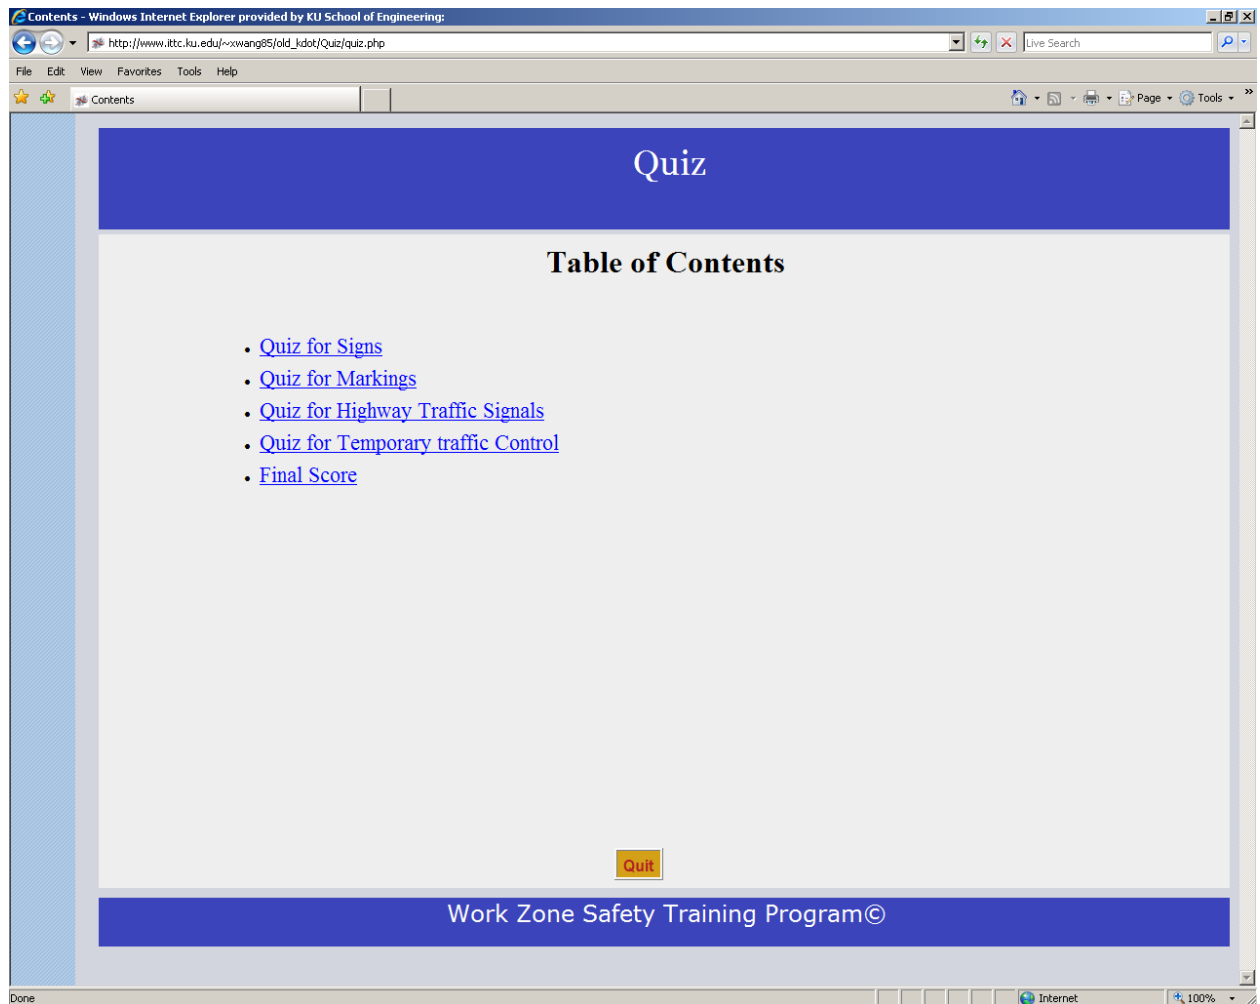 Contents - Windows Internet Explorer provided by KU School of Engineering:
http://www.ittc.ku.edu/~xwang85/old_kdot/Quiz/quiz.php
Live Search
File Edit View Favorites Tools Help
Contents
Page Tools
Quiz
Table of Contents
• Quiz for Signs
• Quiz for Markings
• Quiz for Highway Traffic Signals
• Quiz for Temporary traffic Control
• Final Score
Quit
Work Zone Safety Training Program©
Done
Internet
100%